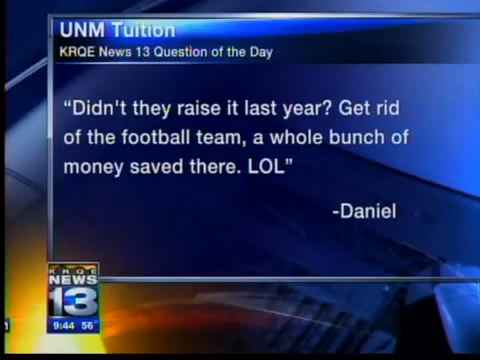 UNM Tuition
KRQE News 13 Question of the Day
“Didn't they raise it last year? Get rid
of the football team, a whole bunch of
money saved there. LOL”
-Daniel
KRQE
NEWS
13
9:44 56